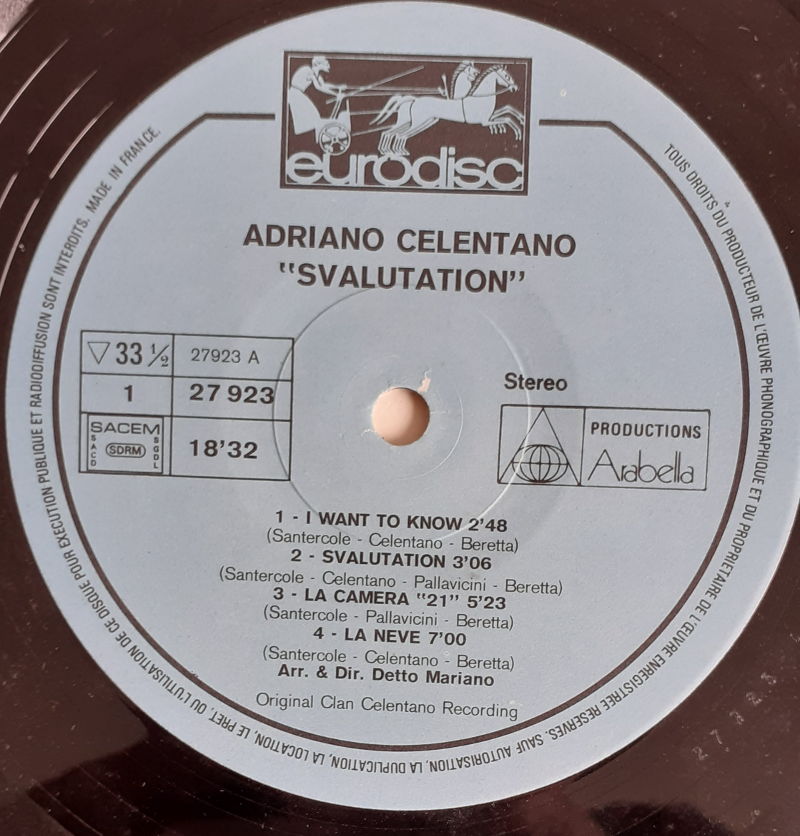 eurodisc
ADRIANO CELENTANO
"SVALUTATION"
33 1/2
27923 A
1
27 923
SACEM
SACD
SDRM
SGDL
18'32
Stereo
PRODUCTIONS
Arabella
1 - I WANT TO KNOW 2'48
(Santercole - Celentano - Beretta)
2 - SVALUTATION 3'06
(Santercole - Celentano - Pallavicini - Beretta)
3 - LA CAMERA "21" 5'23
(Santercole - Pallavicini - Beretta)
4 - LA NEVE 7'00
(Santercole - Celentano - Beretta)
Arr. & Dir. Detto Mariano
Original Clan Celentano Recording
TOUS DROITS DU PRODUCTEUR DE L'ŒUVRE PHONOGRAPHIQUE ET DU PROPRIETAIRE DE L'ŒUVRE ENREGISTREE RESERVES. SAUF AUTORISATION, LA DUPLICATION, LA LOCATION, LE PRET, OU L'UTILISATION DE CE DISQUE POUR EXECUTION PUBLIQUE ET RADIODIFFUSION SONT INTERDITS. MADE IN FRANCE.